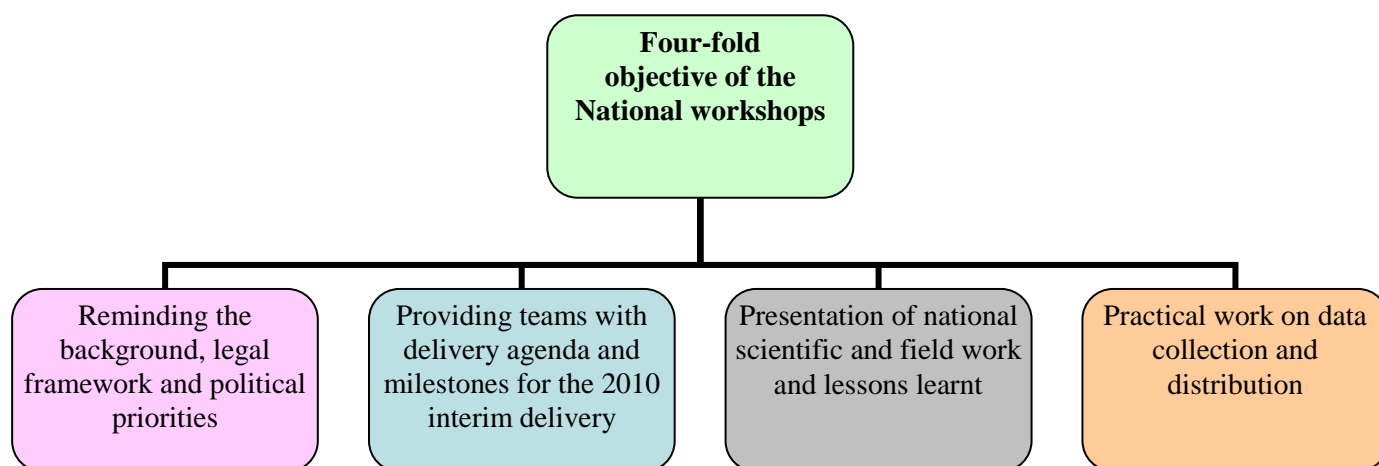 Four-fold
objective of the
National workshops
Reminding the
background, legal
framework and political
priorities
Providing teams with
delivery agenda and
milestones for the 2010
interim delivery
Presentation of national
scientific and field work
and lessons learnt
Practical work on data
collection and
distribution